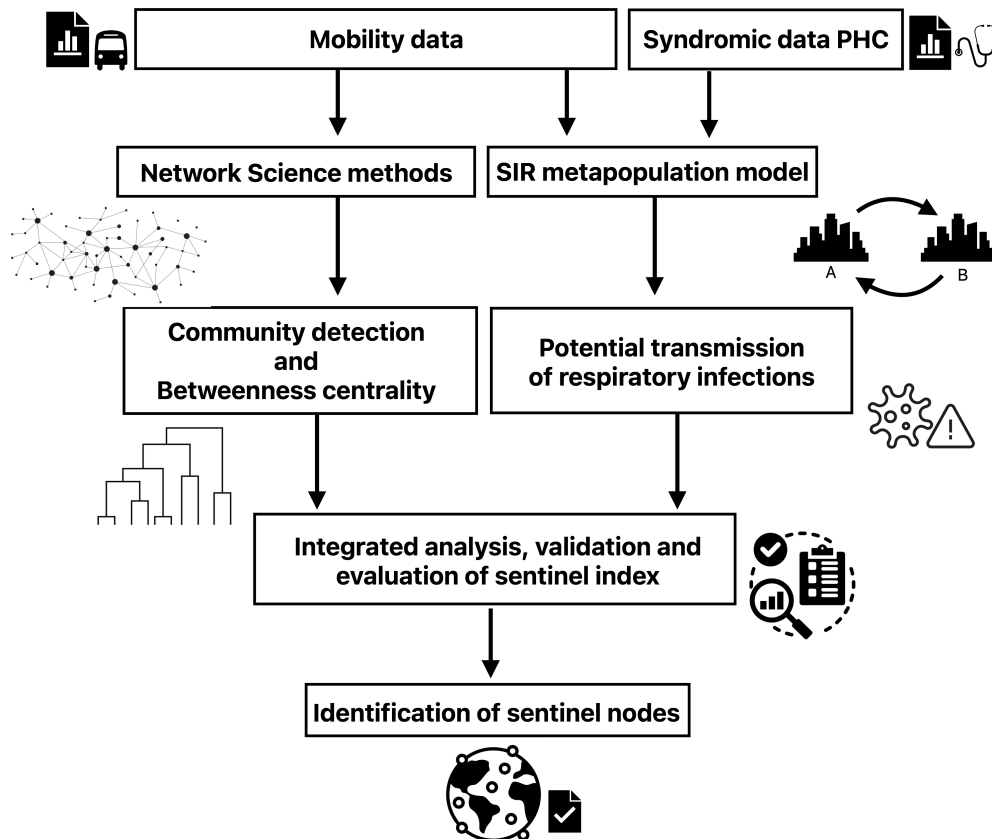 Mobility data
Syndromic data PHC
Network Science methods
SIR metapopulation model
A
B
Community detection
and
Betweenness centrality
Potential transmission
of respiratory infections
Integrated analysis, validation and
evaluation of sentinel index
Identification of sentinel nodes